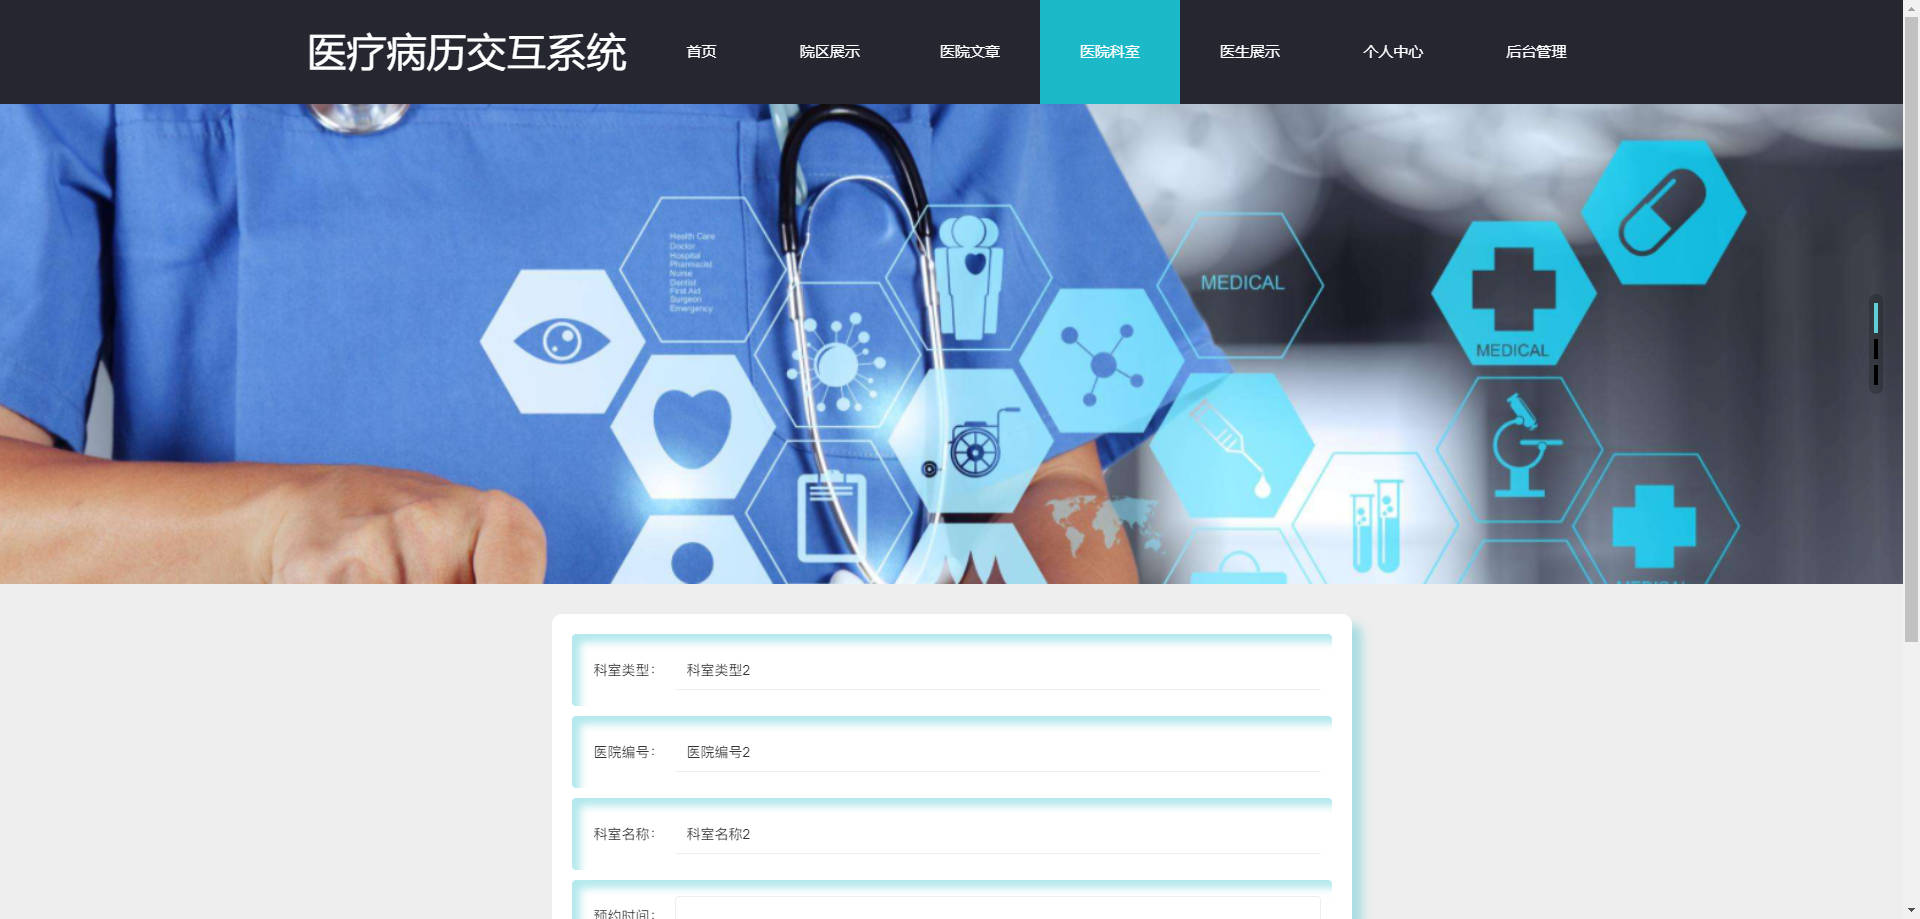 医疗病历交互系统 首页 院区展示 医院文章 医院科室 医生展示 个人中心 后台管理
Health Care
Doctor
Hospital
Pharmacist
Nurse
Dentist
First Aid
Surgeon
Emergency
MEDICAL
MEDICAL
MEDICAL
科室类型： 科室类型2
医院编号： 医院编号2
科室名称： 科室名称2
预约时间：